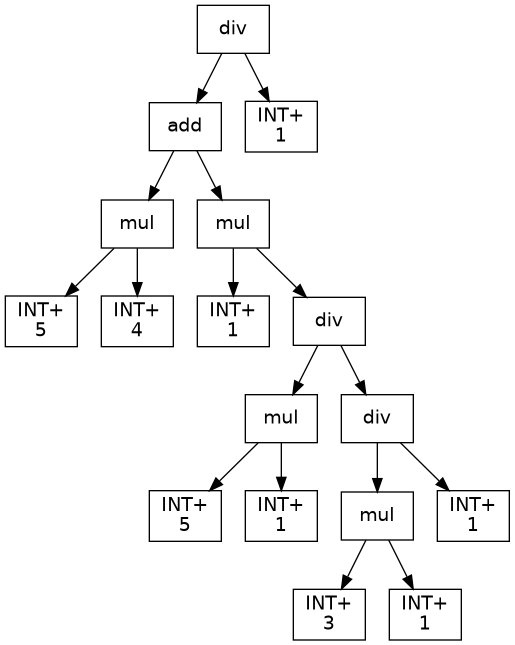 div
add
INT+
1
mul
mul
INT+
5
INT+
4
INT+
1
div
mul
div
INT+
5
INT+
1
mul
INT+
1
INT+
3
INT+
1